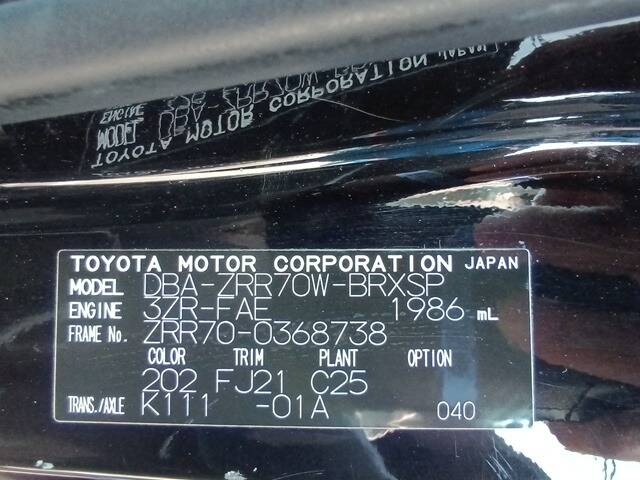 TOYOTA MOTOR CORPORATION JAPAN
MODEL DBA-ZRR70W-BRXSP
ENGINE 3ZR-FAE 1986 mL
FRAME No. ZRR70-0368738
COLOR TRIM PLANT OPTION
202 FJ21 C25
TRANS./AXLE K111 -01A 040